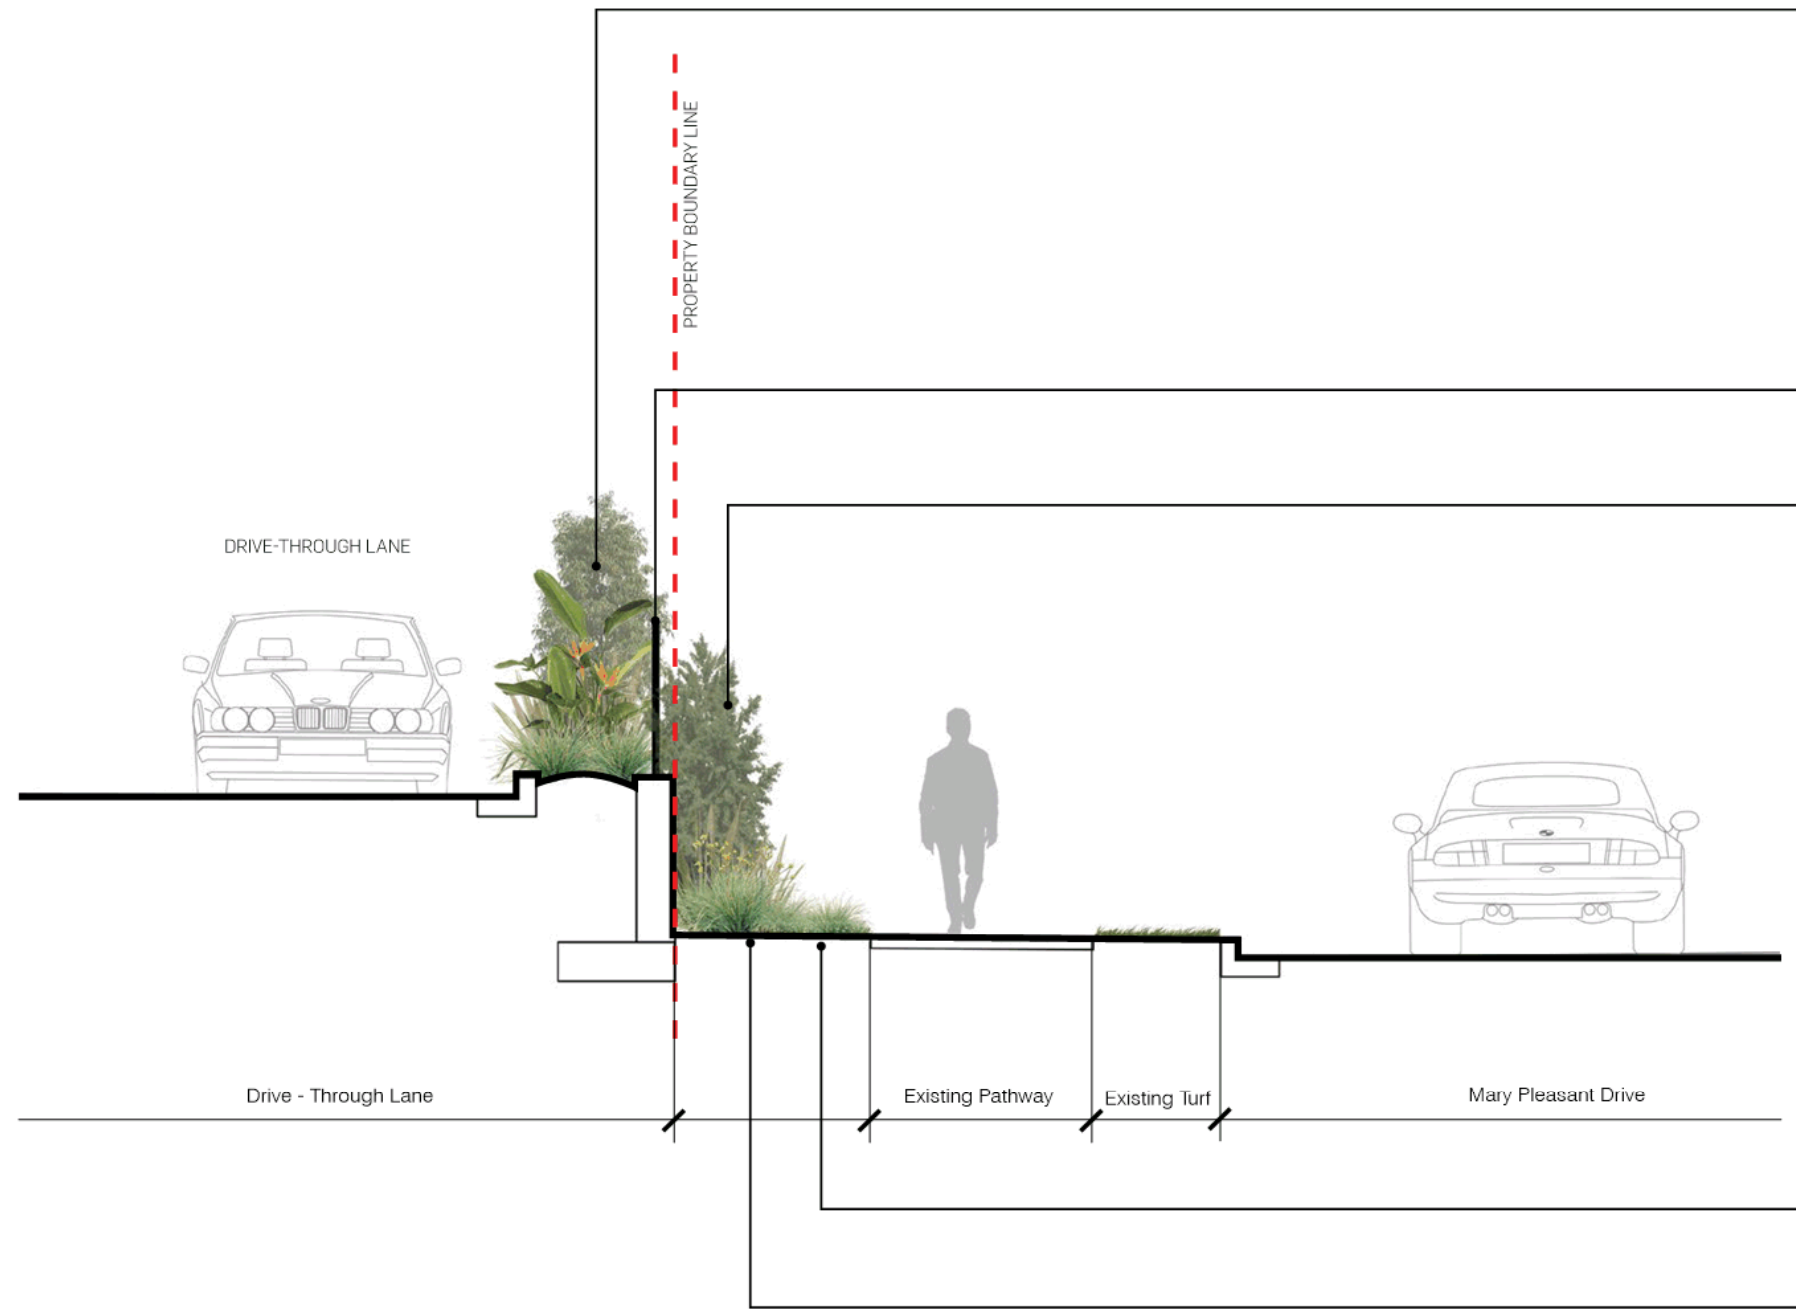 PROPERTY BOUNDARY LINE
DRIVE-THROUGH LANE
Drive - Through Lane
Existing Pathway
Existing Turf
Mary Pleasant Drive